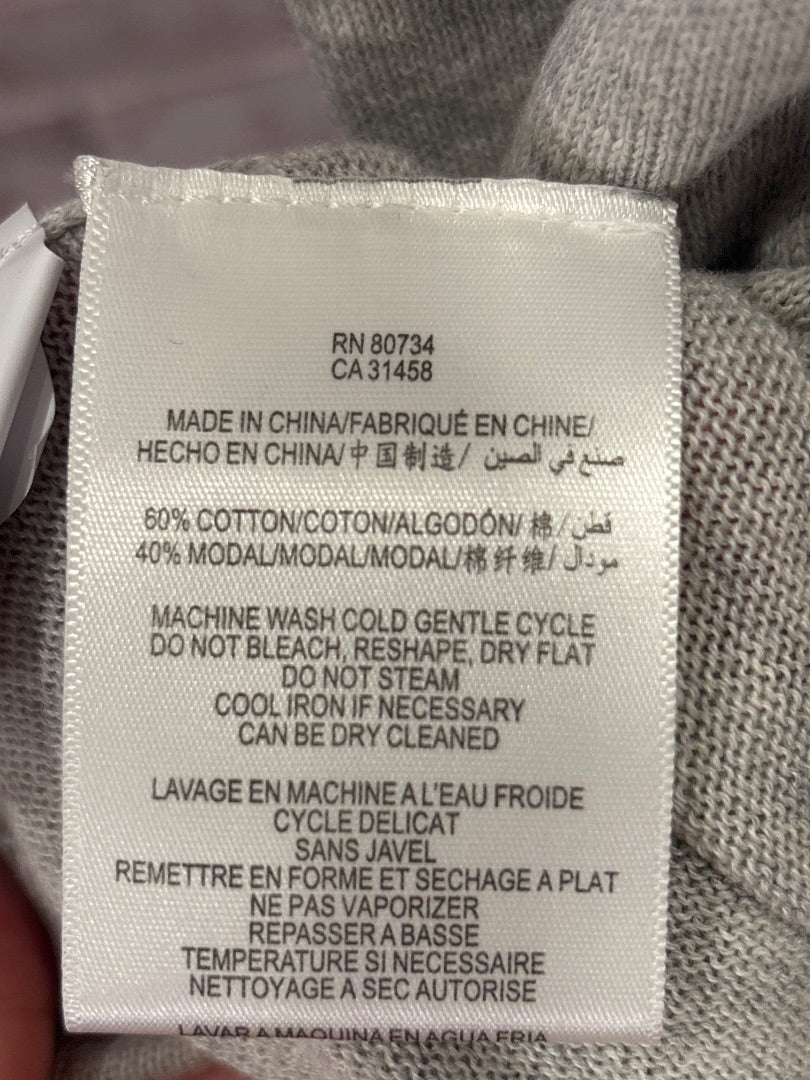 RN 80734
CA 31458
MADE IN CHINA/FABRIQUÉ EN CHINE/
HECHO EN CHINA/中国制造/ صنع في الصين
60% COTTON/COTON/ALGODÓN/棉/قطن
40% MODAL/MODAL/MODAL/棉纤维/مودال
MACHINE WASH COLD GENTLE CYCLE
DO NOT BLEACH, RESHAPE, DRY FLAT
DO NOT STEAM
COOL IRON IF NECESSARY
CAN BE DRY CLEANED
LAVAGE EN MACHINE A L'EAU FROIDE
CYCLE DELICAT
SANS JAVEL
REMETTRE EN FORME ET SECHAGE A PLAT
NE PAS VAPORIZER
REPASSER A BASSE
TEMPERATURE SI NECESSAIRE
NETTOYAGE A SEC AUTORISE
LAVAR A MAQUINA EN AGUA FRIA